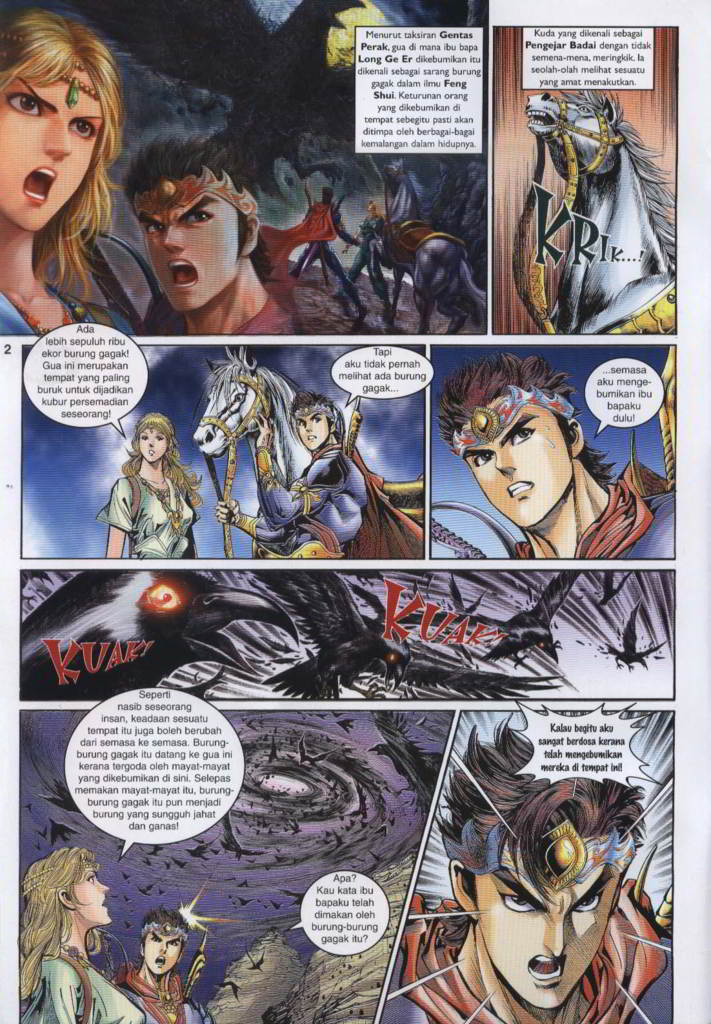 Menurut taksiran Gentas
Perak, gua di mana ibu bapa
Long Ge Er dikebumikan itu
dikenali sebagai sarang burung
gagak dalam ilmu Feng
Shui. Keturunan orang
yang dikebumikan di
tempat sebegitu pasti akan
ditimpa oleh berbagai-bagai
kemalangan dalam hidupnya.
Kuda yang dikenali sebagai
Pengejar Badai dengan tidak
semena-mena, meringkik. Ia
seolah-olah melihat sesuatu
yang amat menakutkan.
KRIK...!
2
Ada
lebih sepuluh ribu
ekor burung gagak!
Gua ini merupakan
tempat yang paling
buruk untuk dijadikan
kubur persemadian
seseorang!
Tapi
aku tidak pernah
melihat ada burung
gagak...
...semasa
aku menge-
bumikan ibu
bapaku
dulu!
KUAK!
KUAK!
Seperti
nasib seseorang
insan, keadaan sesuatu
tempat itu juga boleh berubah
dari semasa ke semasa. Burung-
burung gagak itu datang ke gua ini
kerana tergoda oleh mayat-mayat
yang dikebumikan di sini. Selepas
memakan mayat-mayat itu, burung-
burung gagak itu pun menjadi
burung yang sungguh jahat
dan ganas!
Apa?
Kau kata ibu
bapaku telah
dimakan oleh
burung-burung
gagak itu?
Kalau begitu aku
sangat berdosa kerana
telah mengebumikan
mereka di tempat ini!